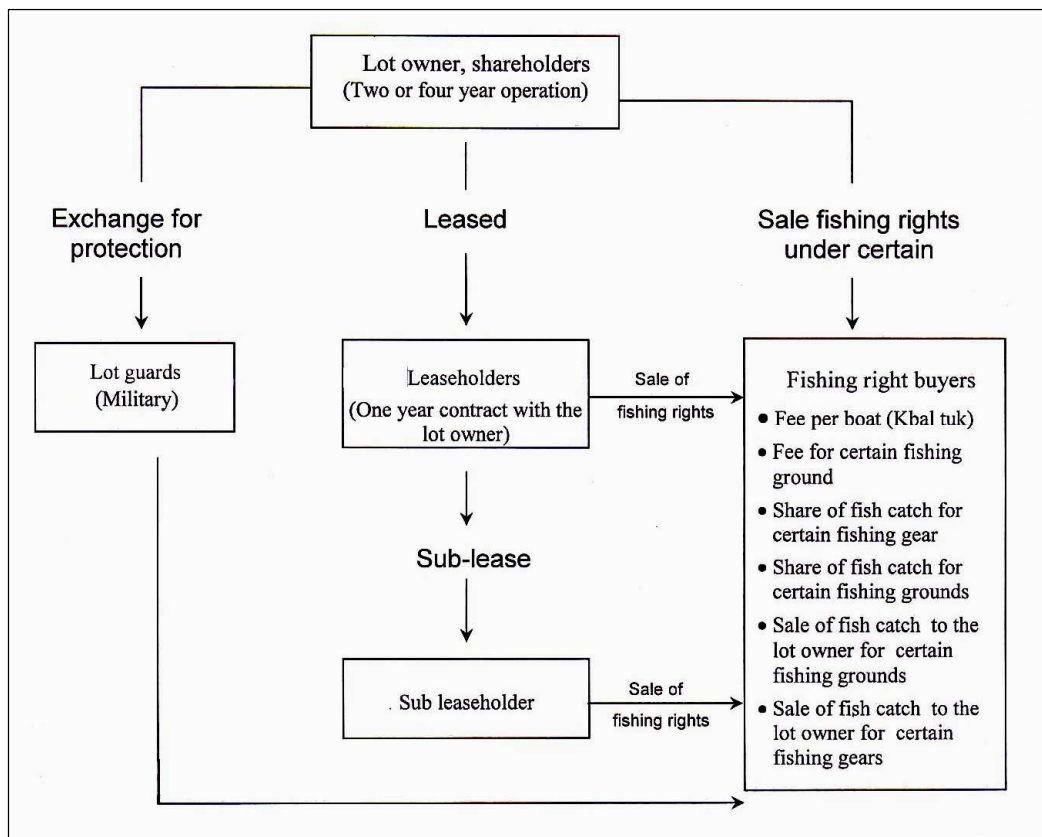 Lot owner, shareholders
(Two or four year operation)
Exchange for
protection
Leased
Sale fishing rights
under certain
Lot guards
(Military)
Leaseholders
(One year contract with the
lot owner)
Sale of
fishing rights
Fishing right buyers
• Fee per boat (Kbal tuk)
• Fee for certain fishing
ground
• Share of fish catch for
certain fishing gear
• Share of fish catch for
certain fishing grounds
• Sale of fish catch to the
lot owner for certain
fishing grounds
• Sale of fish catch to the
lot owner for certain
fishing gears
Sub-lease
. Sub leaseholder
Sale of
fishing rights